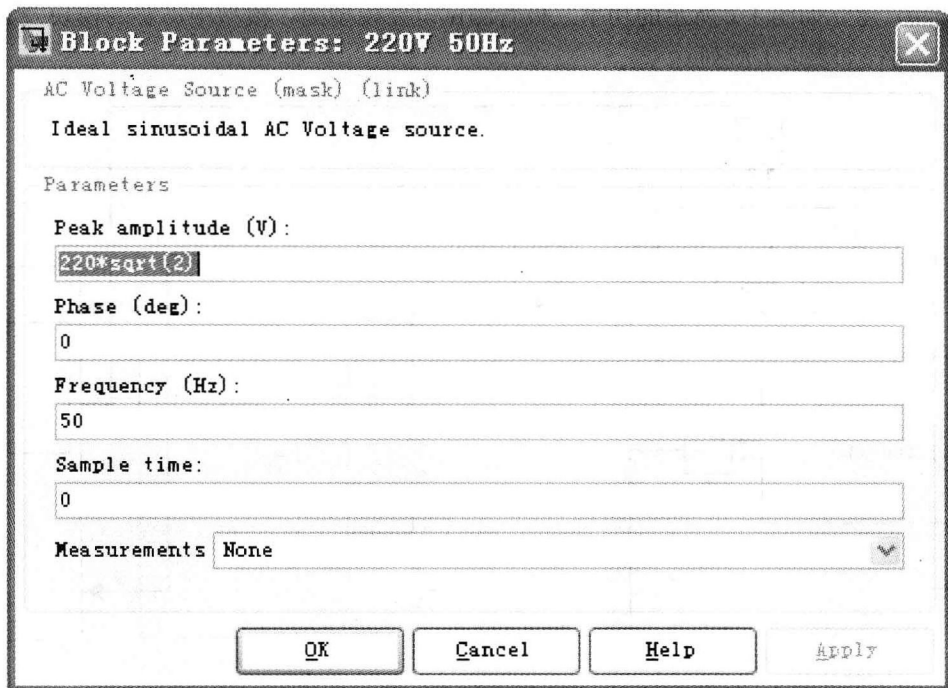 Block Parameters: 220V 50Hz
AC Voltage Source (mask) (link)
Ideal sinusoidal AC Voltage source.
Parameters
Peak amplitude (V):
220*sqrt(2)
Phase (deg):
0
Frequency (Hz):
50
Sample time:
0
Measurements None
OK Cancel Help Apply